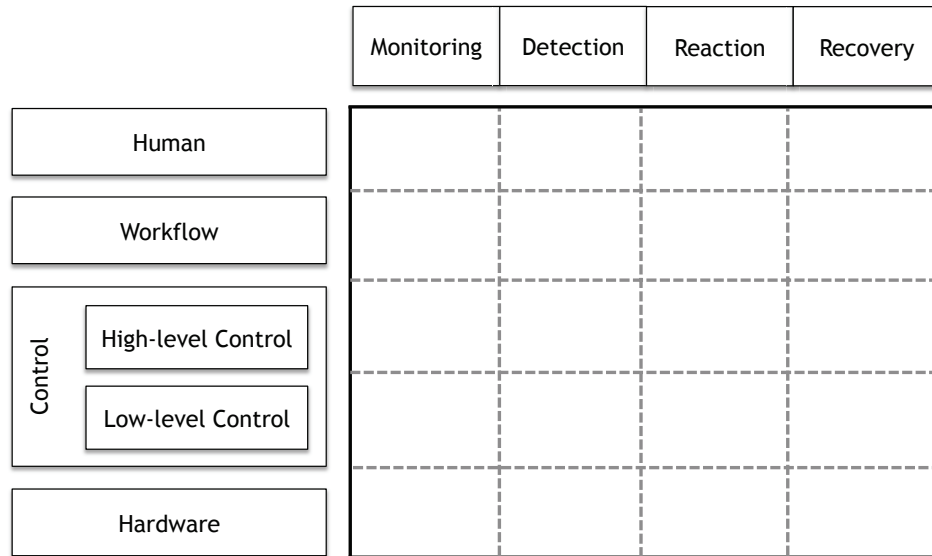 Monitoring Detection Reaction Recovery
Human
Workflow
Control
High-level Control
Low-level Control
Hardware